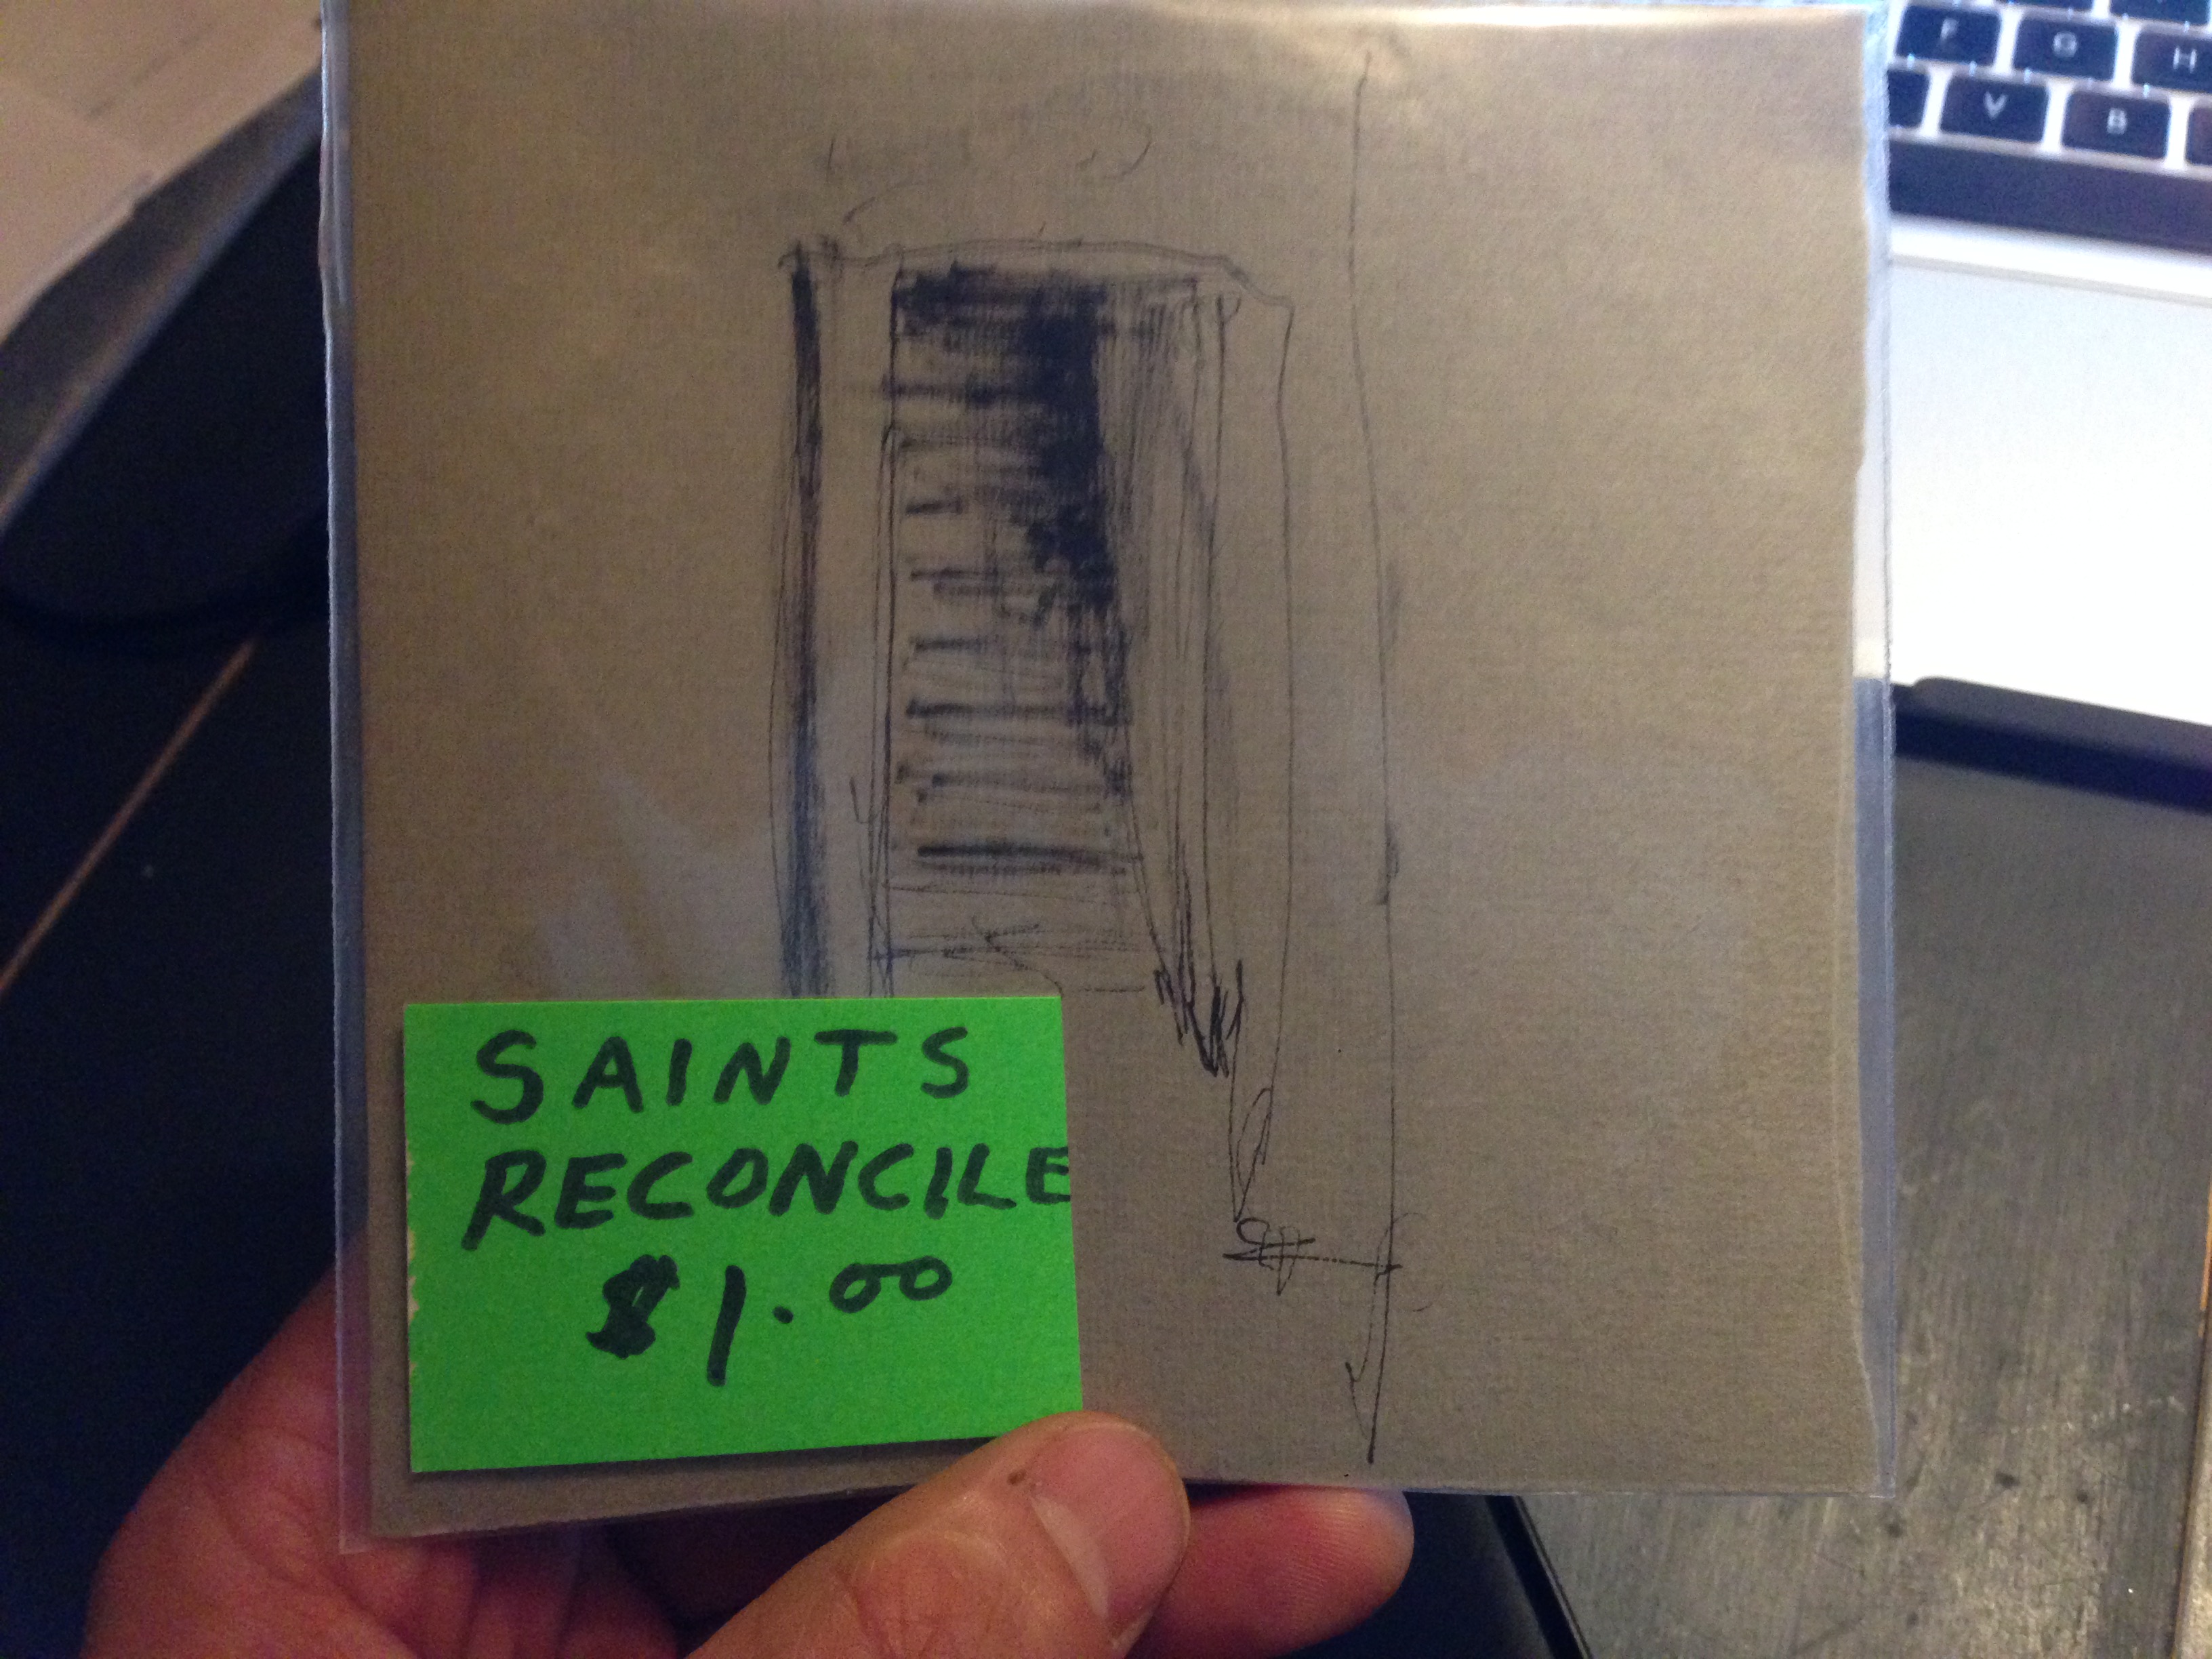 F G H
V B
SAINTS
RECONCILE
$1.00